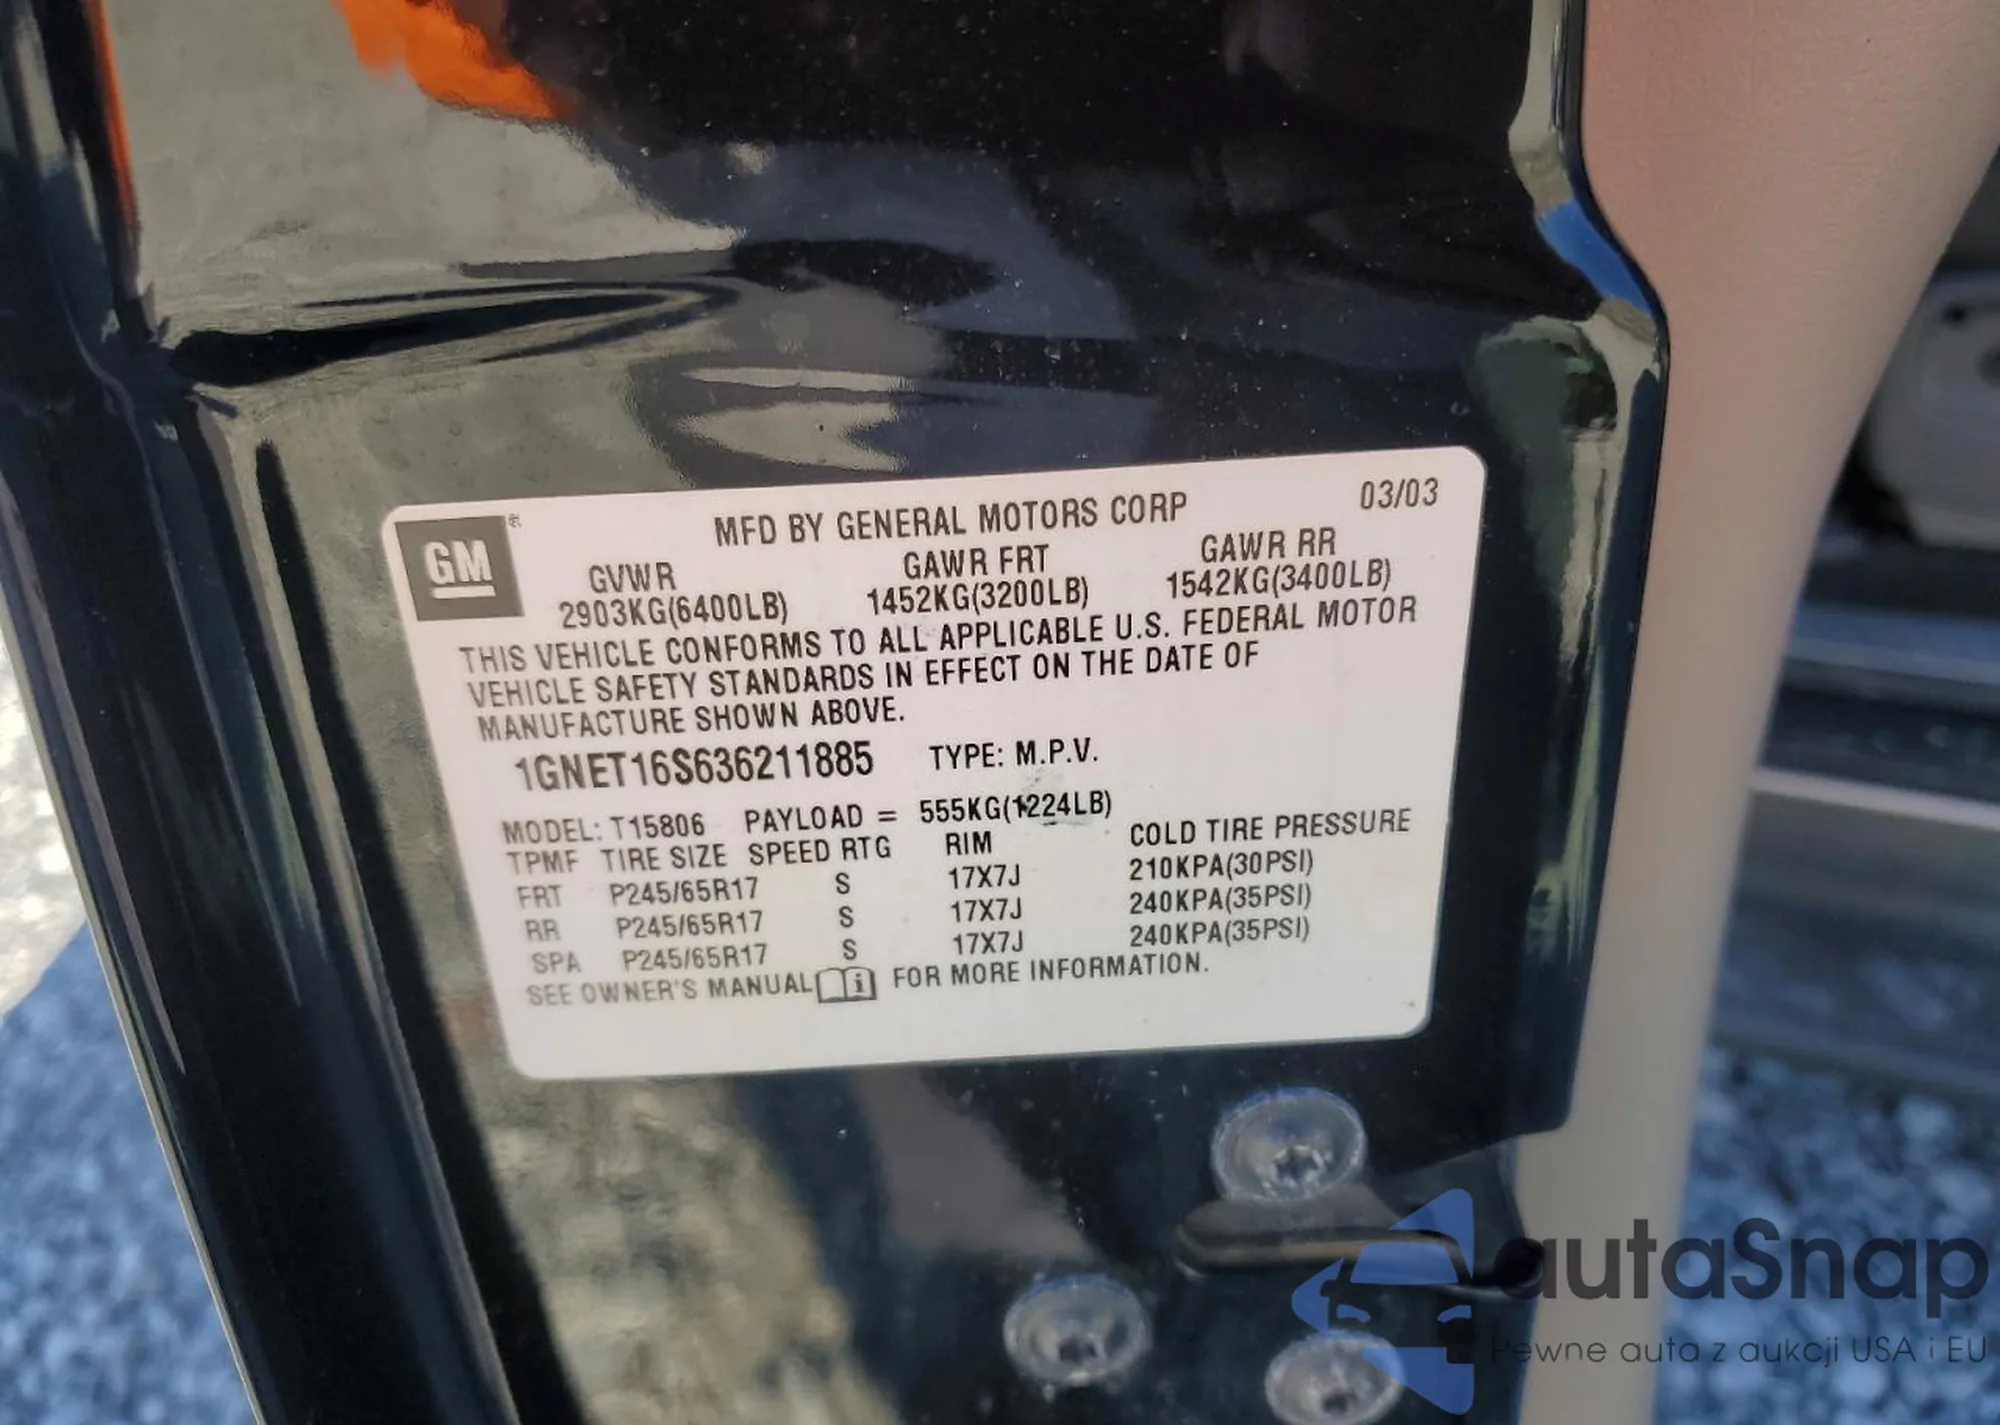 GM ®
MFD BY GENERAL MOTORS CORP 03/03
GVWR GAWR FRT GAWR RR
2903KG(6400LB) 1452KG(3200LB) 1542KG(3400LB)
THIS VEHICLE CONFORMS TO ALL APPLICABLE U.S. FEDERAL MOTOR
VEHICLE SAFETY STANDARDS IN EFFECT ON THE DATE OF
MANUFACTURE SHOWN ABOVE.
1GNET16S636211885 TYPE: M.P.V.
MODEL: T15806 PAYLOAD = 555KG(1224LB)
TPMF TIRE SIZE SPEED RTG RIM COLD TIRE PRESSURE
FRT P245/65R17 S 17X7J 210KPA(30PSI)
RR P245/65R17 S 17X7J 240KPA(35PSI)
SPA P245/65R17 S 17X7J 240KPA(35PSI)
SEE OWNER'S MANUAL i FOR MORE INFORMATION.
autaSnap
Pewne auta z aukcji USA i EU